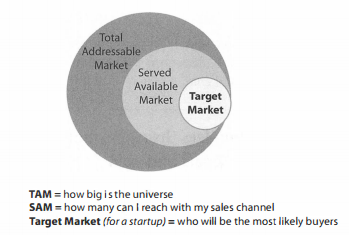 Total
Addressable
Market
Served
Available
Market
Target
Market
TAM = how big is the universe
SAM = how many can I reach with my sales channel
Target Market (for a startup) = who will be the most likely buyers